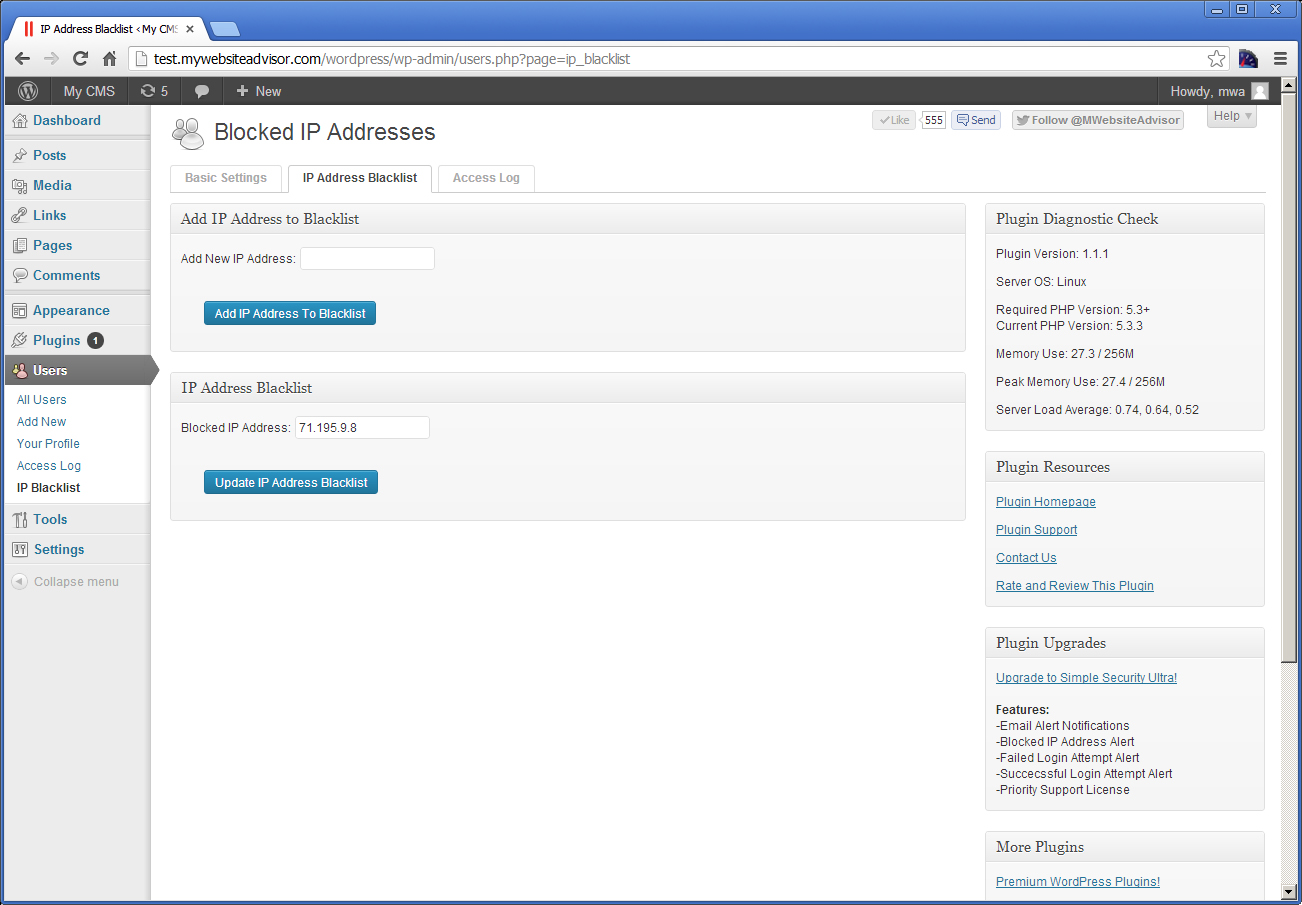 IP Address Blacklist ‹ My CMS
test.mywebsiteadvisor.com/wordpress/wp-admin/users.php?page=ip_blacklist
My CMS 5 + New Howdy, mwa
Dashboard
Posts
Media
Links
Pages
Comments
Appearance
Plugins 1
Users
All Users
Add New
Your Profile
Access Log
IP Blacklist
Tools
Settings
Collapse menu
Blocked IP Addresses
Like 555 Send Follow @MWebsiteAdvisor Help
Basic Settings IP Address Blacklist Access Log
Add IP Address to Blacklist
Add New IP Address:
Add IP Address To Blacklist
IP Address Blacklist
Blocked IP Address: 71.195.9.8
Update IP Address Blacklist
Plugin Diagnostic Check
Plugin Version: 1.1.1
Server OS: Linux
Required PHP Version: 5.3+
Current PHP Version: 5.3.3
Memory Use: 27.3 / 256M
Peak Memory Use: 27.4 / 256M
Server Load Average: 0.74, 0.64, 0.52
Plugin Resources
Plugin Homepage
Plugin Support
Contact Us
Rate and Review This Plugin
Plugin Upgrades
Upgrade to Simple Security Ultra!
Features:
-Email Alert Notifications
-Blocked IP Address Alert
-Failed Login Attempt Alert
-Succecssful Login Attempt Alert
-Priority Support License
More Plugins
Premium WordPress Plugins!